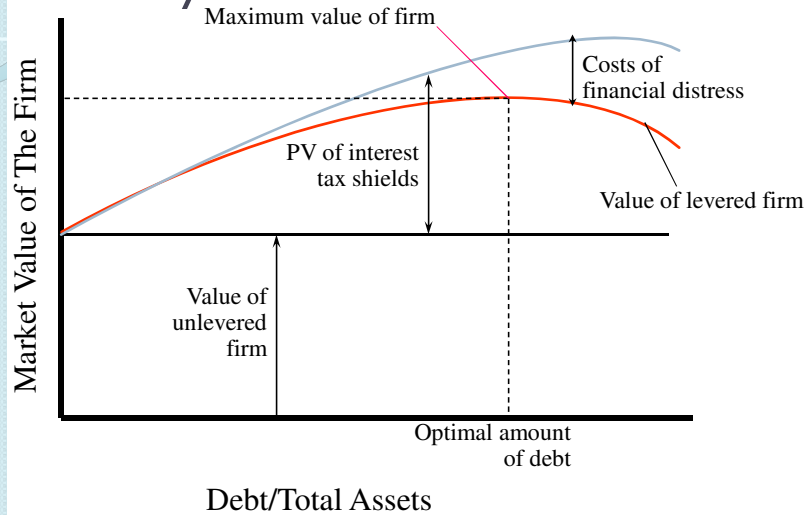 Maximum value of firm
Costs of
financial distress
Market Value of The Firm
PV of interest
tax shields
Value of levered firm
Value of
unlevered
firm
Optimal amount
of debt
Debt/Total Assets